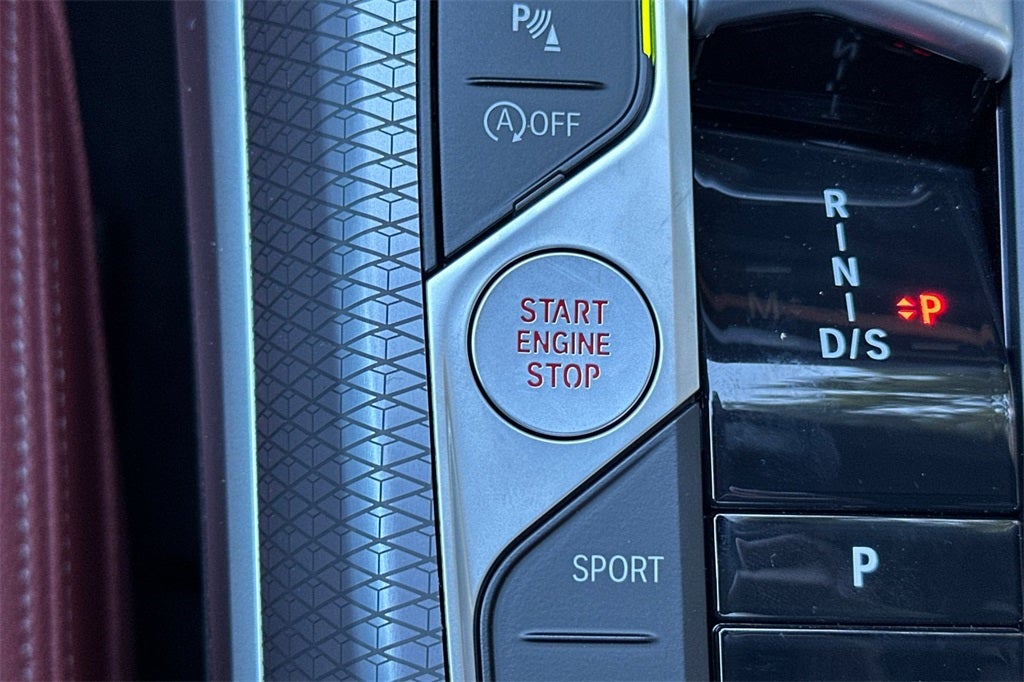 P
A OFF
START
ENGINE
STOP
SPORT
R
N
D/S
P
P